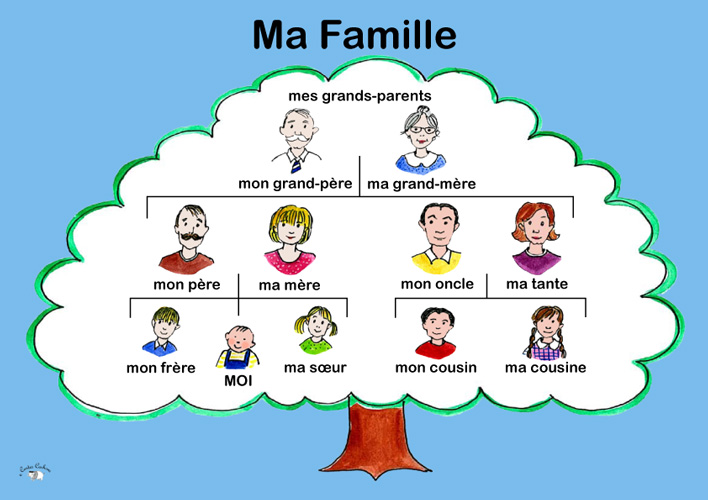 Ma Famille
mes grands-parents
mon grand-père
ma grand-mère
mon père
ma mère
mon oncle
ma tante
mon frère
MOI
ma sœur
mon cousin
ma cousine